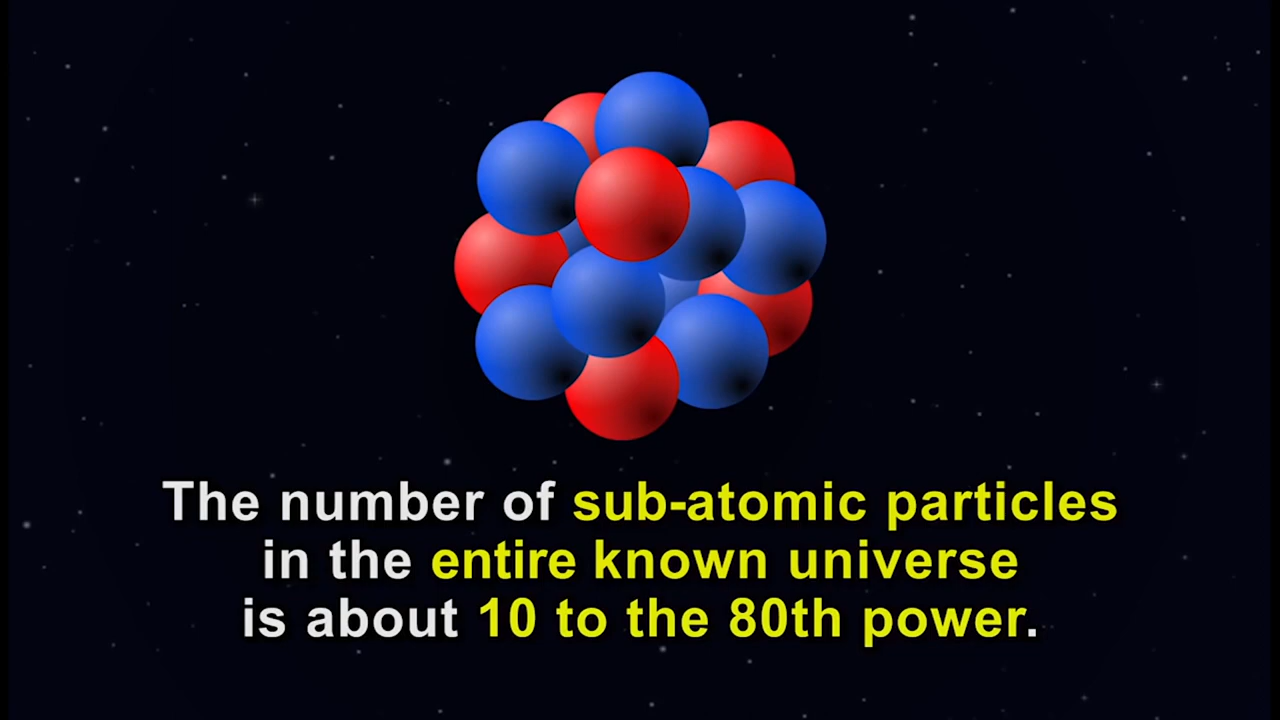 The number of sub-atomic particles
in the entire known universe
is about 10 to the 80th power.